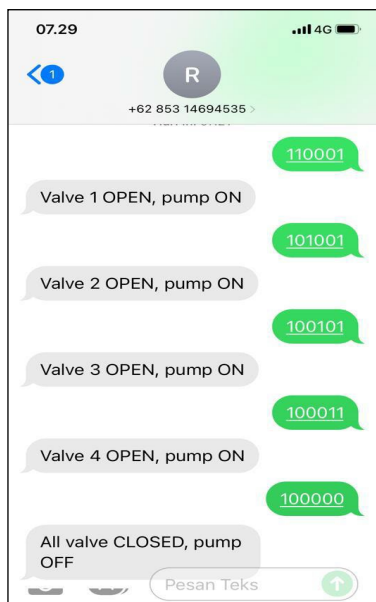 07.29
4G
1
R
+62 853 14694535
110001
Valve 1 OPEN, pump ON
101001
Valve 2 OPEN, pump ON
100101
Valve 3 OPEN, pump ON
100011
Valve 4 OPEN, pump ON
100000
All valve CLOSED, pump
OFF
Pesan Teks